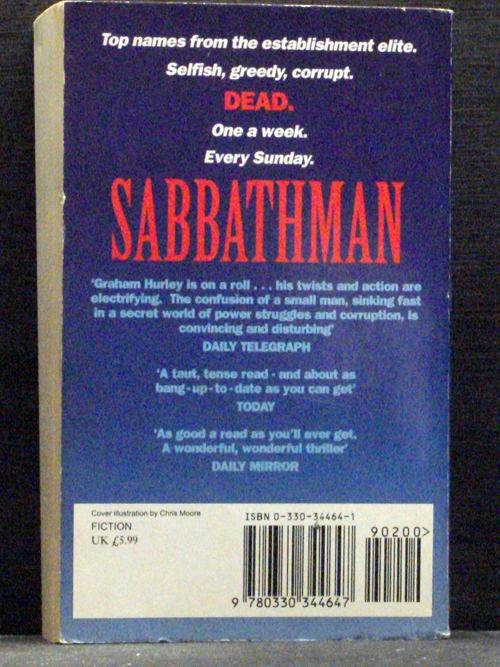 Top names from the establishment elite.
Selfish, greedy, corrupt.
DEAD.
One a week.
Every Sunday.
SABBATHMAN
'Graham Hurley is on a roll . . . his twists and action are
electrifying. The confusion of a small man, sinking fast
in a secret world of power struggles and corruption, is
convincing and disturbing'
DAILY TELEGRAPH
'A taut, tense read - and about as
bang-up-to-date as you can get'
TODAY
'As good a read as you'll ever get.
A wonderful, wonderful thriller'
DAILY MIRROR
Cover illustration by Chris Moore
FICTION
UK £5.99
ISBN 0-330-34464-1
90200>
9 780330 344647